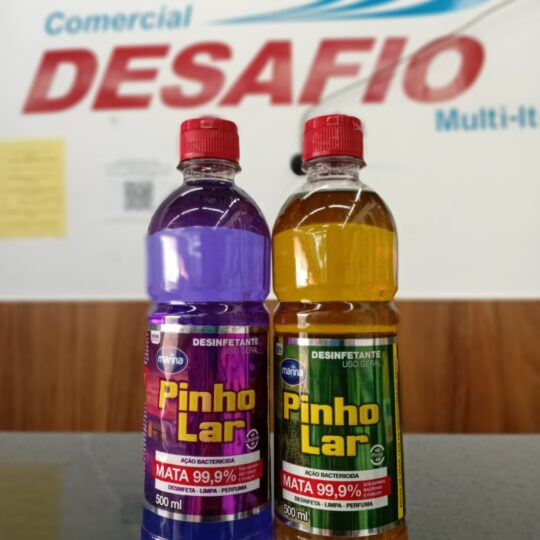 Comercial
DESAFIO
Multi-It
DESINFETANTE
USO GERAL
marina
Pinho
Lar
AÇÃO BACTERICIDA
MATA 99,9%
DESINFETA - LIMPA - PERFUMA
500 ml
DESINFETANTE
USO GERAL
marina
Pinho
Lar
AÇÃO BACTERICIDA
MATA 99,9%
DESINFETA - LIMPA - PERFUMA
500 ml